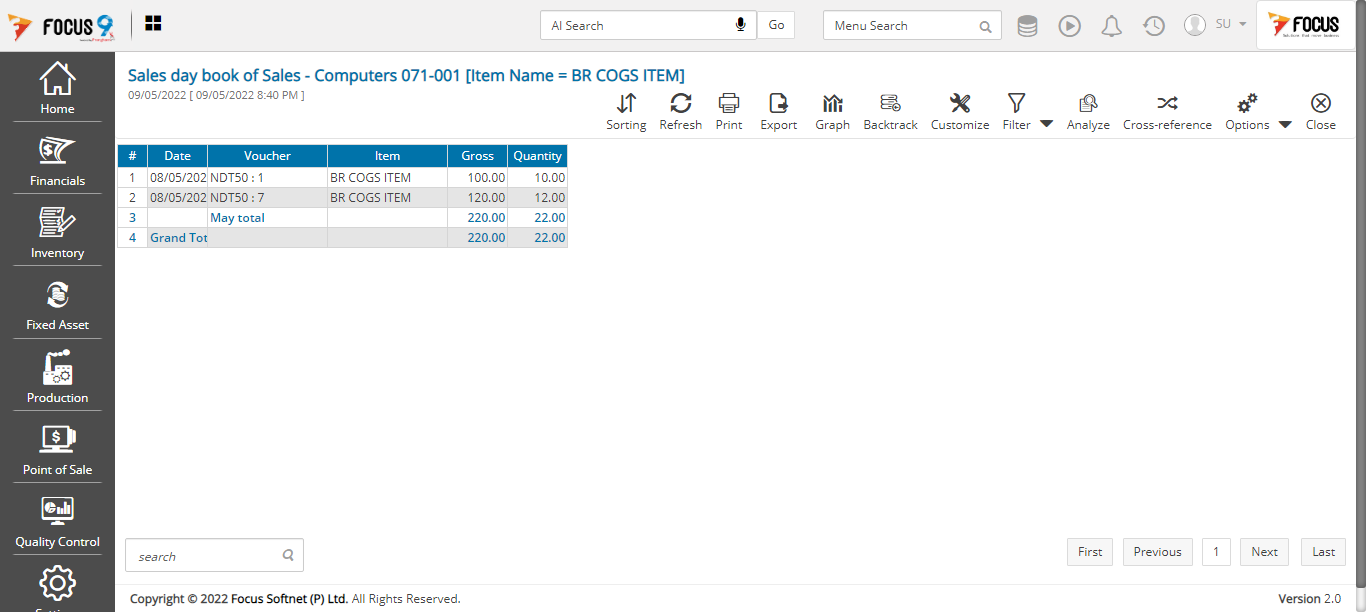 FOCUS 9
AI Search
Go
Menu Search
SU
FOCUS
Home
Financials
Inventory
Fixed Asset
Production
Point of Sale
Quality Control
Sales day book of Sales - Computers 071-001 [Item Name = BR COGS ITEM]
09/05/2022 [ 09/05/2022 8:40 PM ]
Sorting Refresh Print Export Graph Backtrack Customize Filter Analyze Cross-reference Options Close
# Date Voucher Item Gross Quantity
1 08/05/202 NDT50 : 1 BR COGS ITEM 100.00 10.00
2 08/05/202 NDT50 : 7 BR COGS ITEM 120.00 12.00
3 May total 220.00 22.00
4 Grand Tot 220.00 22.00
search
First Previous 1 Next Last
Copyright © 2022 Focus Softnet (P) Ltd. All Rights Reserved.
Version 2.0